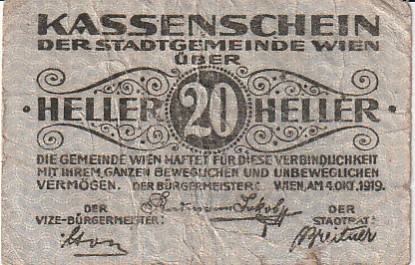 KASSENSCHEIN
DER STADTGEMEINDE WIEN
ÜBER
· HELLER 20 HELLER ·
DIE GEMEINDE WIEN HAFTET FÜR DIESE VERBINDLICHKEIT
MIT IHREM GANZEN BEWEGLICHEN UND UNBEWEGLICHEN
VERMÖGEN. DER BÜRGERMEISTER: WIEN, AM 4. OKT. 1919.
DER
VIZE-BÜRGERMEISTER:
DER
STADTRAT:
Breitner